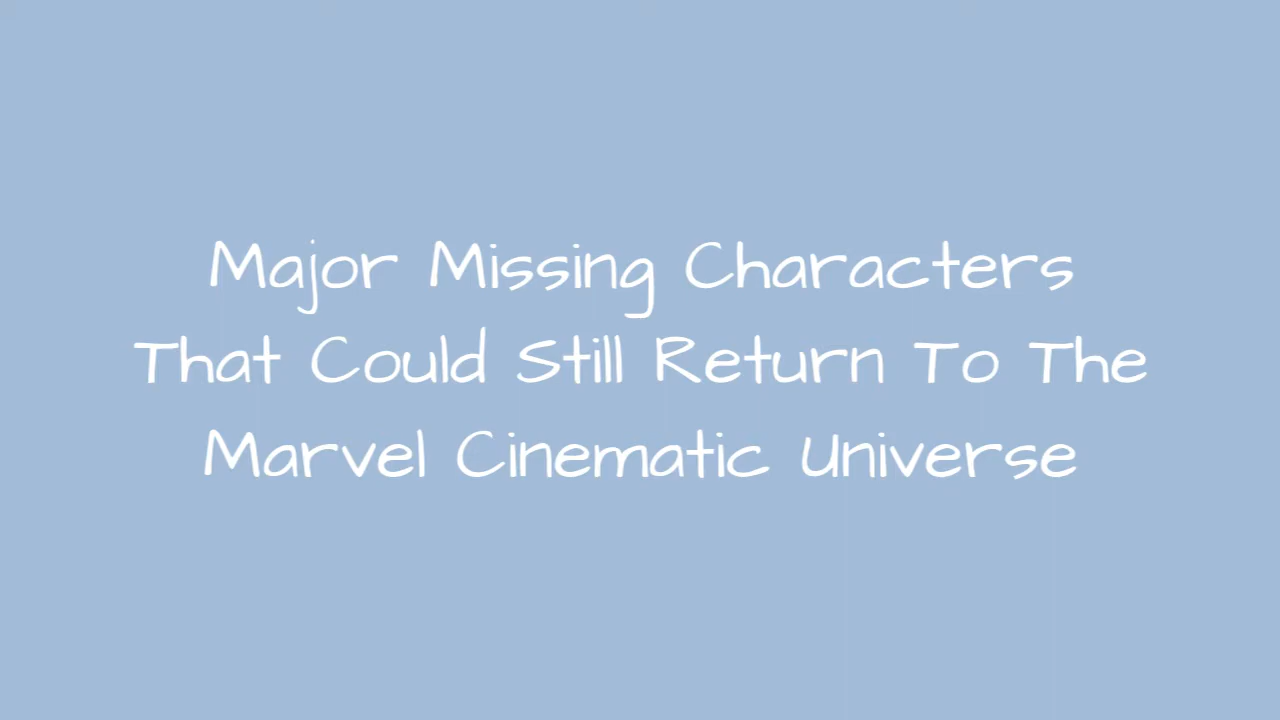 Major Missing Characters
That Could Still Return To The
Marvel Cinematic Universe